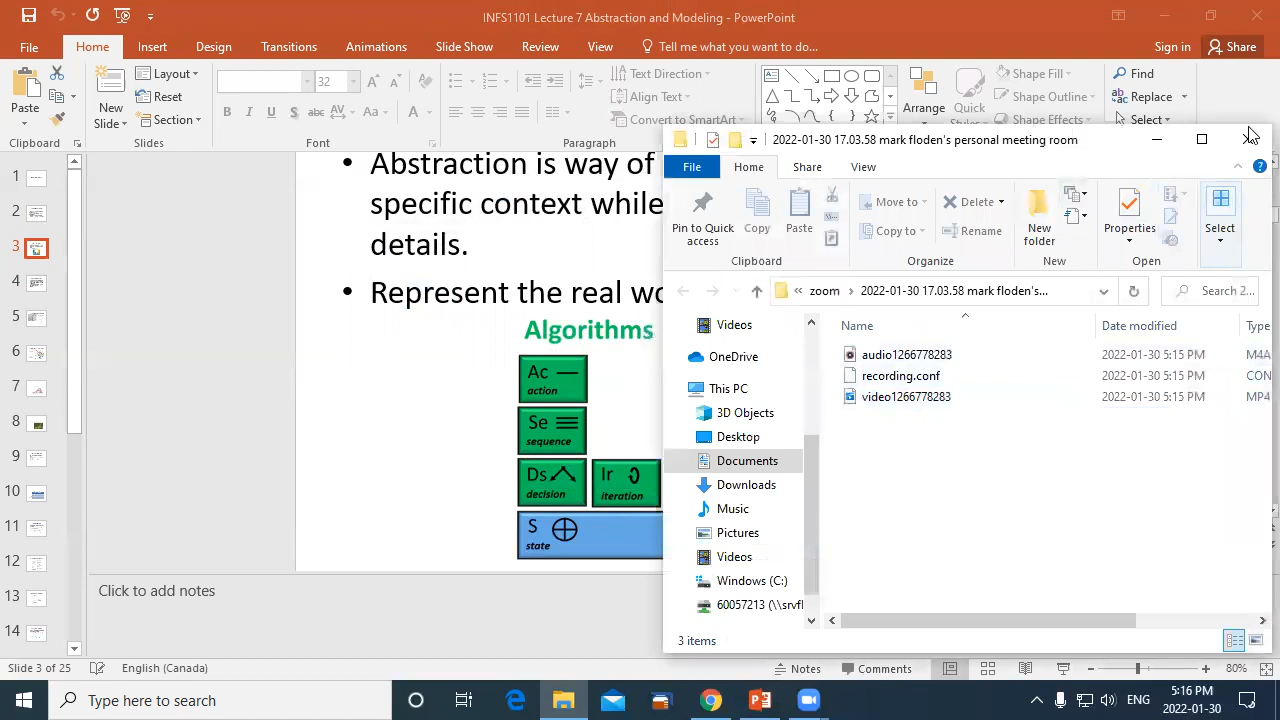 INFS1101 Lecture 7 Abstraction and Modeling - PowerPoint
File Home Insert Design Transitions Animations Slide Show Review View Tell me what you want to do... Sign in Share
Paste
New
Slide
Layout
Reset
Section
32
B I U S abc AV Aa A
Text Direction
Align Text
Convert to SmartArt
Arrange
Quick
Shape Fill
Shape Outline
Find
Replace
Select
Clipboard Slides Font Paragraph
2022-01-30 17.03.58 mark floden's personal meeting room
File Home Share View
Pin to Quick
access
Copy
Paste
Move to
Copy to
Delete
Rename
New
folder
Properties
Select
Clipboard Organize New Open
« zoom › 2022-01-30 17.03.58 mark floden's...
Search 2...
Videos
OneDrive
This PC
3D Objects
Desktop
Documents
Downloads
Music
Pictures
Videos
Windows (C:)
60057213 (\\srvfl
Name Date modified Type
audio1266778283 2022-01-30 5:15 PM M4A
recording.conf 2022-01-30 5:15 PM CON
video1266778283 2022-01-30 5:15 PM MP4
3 items
1
2
3
4
5
6
7
8
9
10
11
12
13
14
• Abstraction is way of
specific context while
details.
• Represent the real wo
Algorithms
Ac
action
Se
sequence
Ds
decision
Ir
iteration
S
state
Click to add notes
Slide 3 of 25 English (Canada) Notes Comments 80%
Type here to search
ENG
5:16 PM
2022-01-30